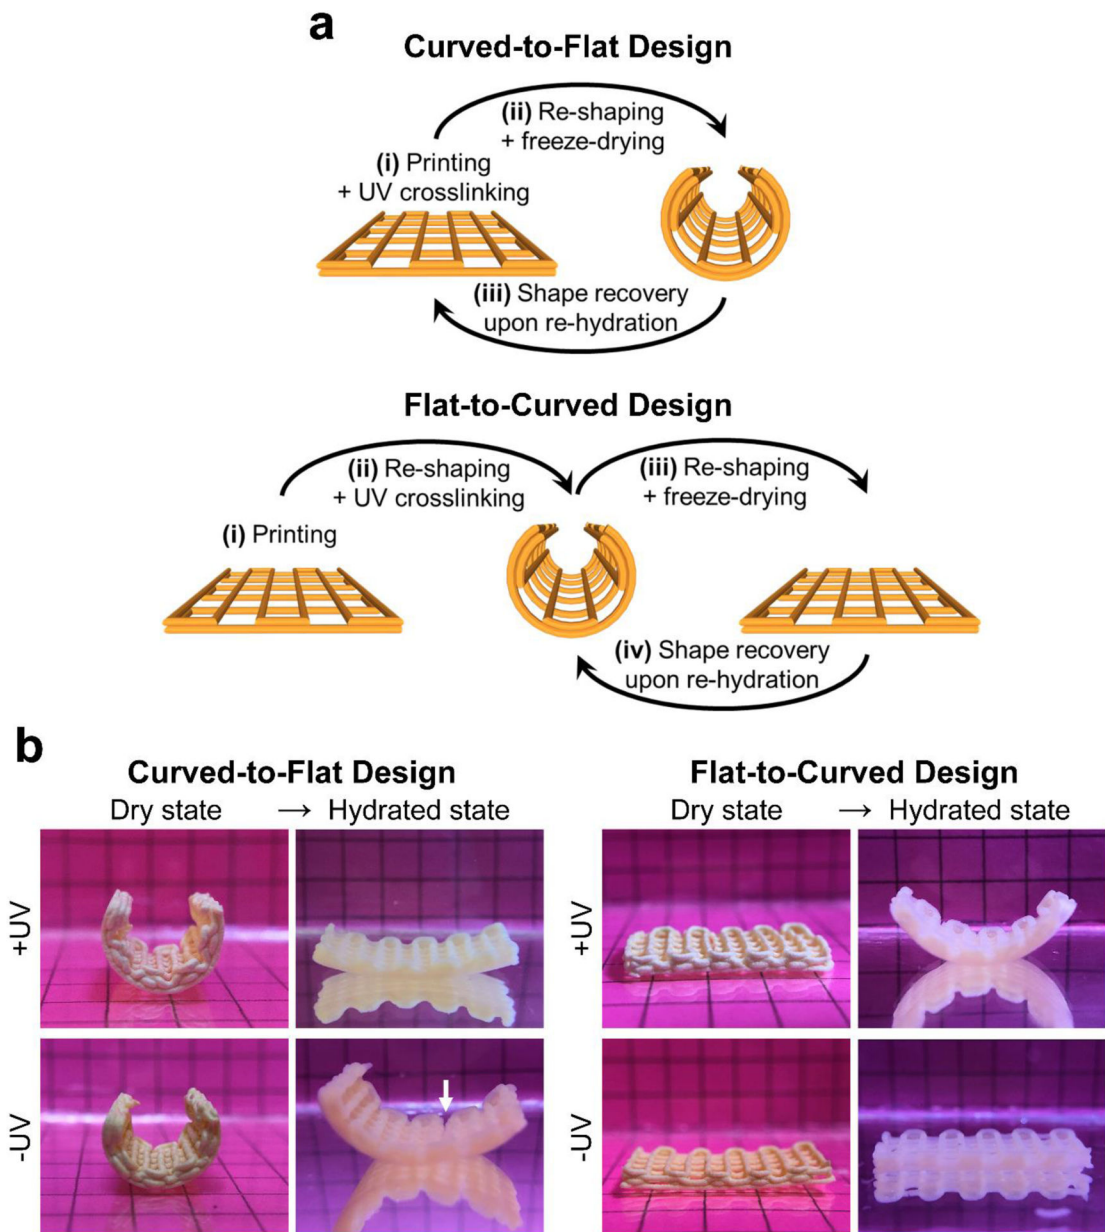 a
Curved-to-Flat Design
(ii) Re-shaping
+ freeze-drying
(i) Printing
+ UV crosslinking
(iii) Shape recovery
upon re-hydration
Flat-to-Curved Design
(ii) Re-shaping
+ UV crosslinking
(iii) Re-shaping
+ freeze-drying
(i) Printing
(iv) Shape recovery
upon re-hydration
b
Curved-to-Flat Design
Dry state → Hydrated state
+UV
-UV
Flat-to-Curved Design
Dry state → Hydrated state
+UV
-UV